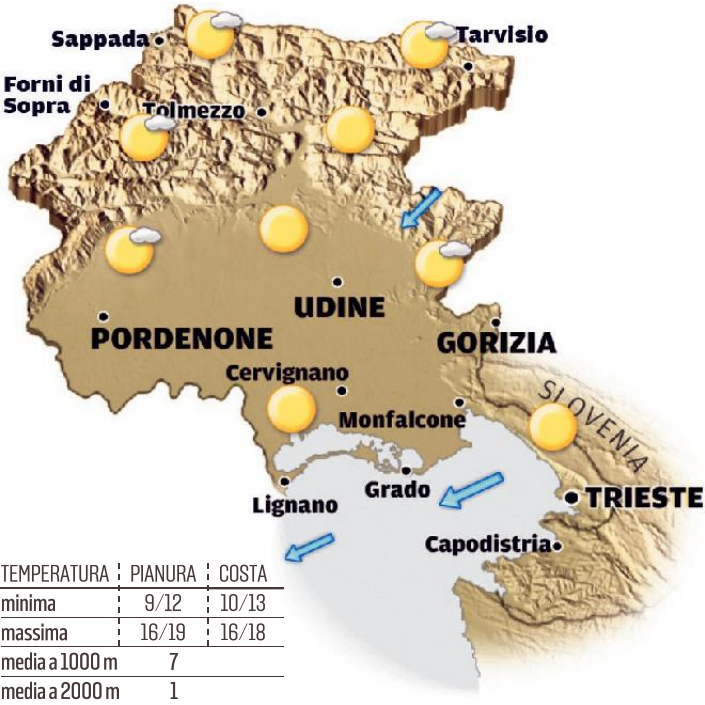 Sappada
Tarvisio
Forni di
Sopra
Tolmezzo
UDINE
PORDENONE
GORIZIA
Cervignano
SLOVENIA
Monfalcone
Grado
TRIESTE
Lignano
Capodistria
TEMPERATURA PIANURA COSTA
minima 9/12 10/13
massima 16/19 16/18
media a 1000 m 7
media a 2000 m 1